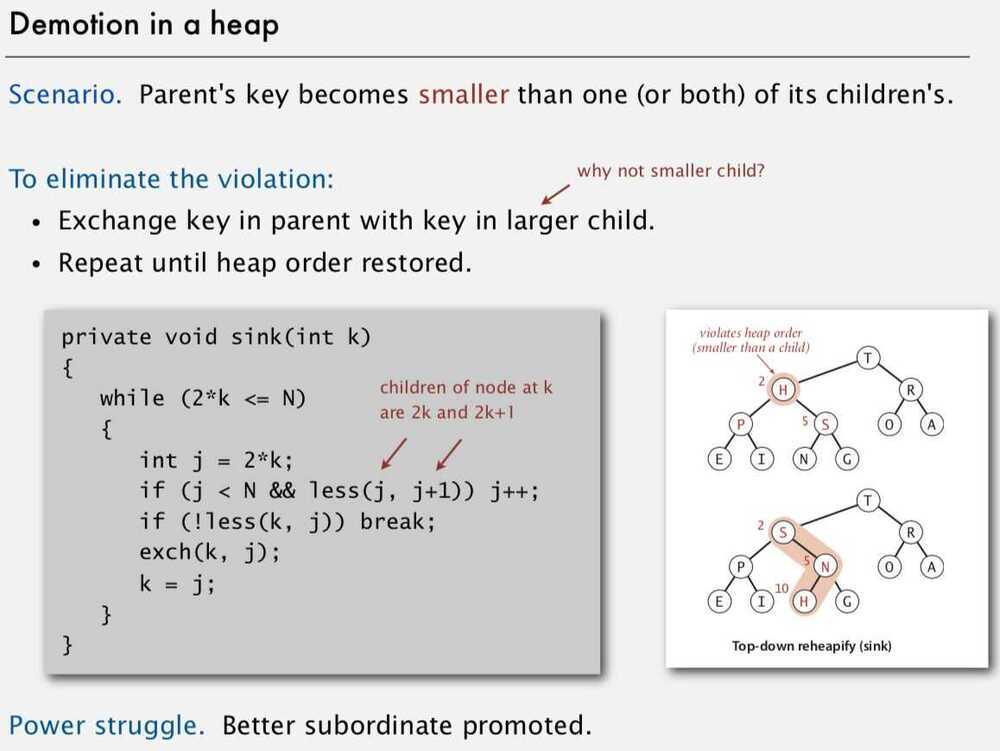 Demotion in a heap
Scenario. Parent's key becomes smaller than one (or both) of its children's.
To eliminate the violation:
why not smaller child?
• Exchange key in parent with key in larger child.
• Repeat until heap order restored.
private void sink(int k)
{
while (2*k <= N)
{
int j = 2*k;
if (j < N && less(j, j+1)) j++;
if (!less(k, j)) break;
exch(k, j);
k = j;
}
}
children of node at k
are 2k and 2k+1
violates heap order
(smaller than a child)
T
2 H R
P 5 S O A
E I N G
T
2 S R
P 5 N O A
E I 10 H G
Top-down reheapify (sink)
Power struggle. Better subordinate promoted.